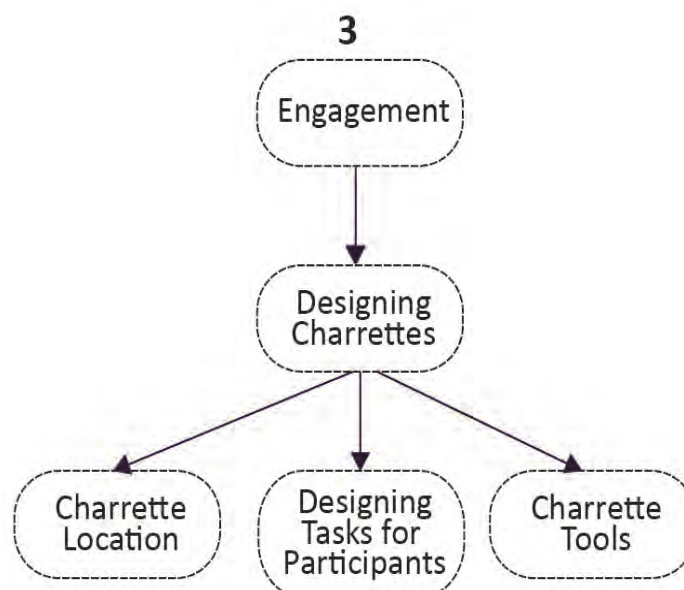 3
Engagement
Designing
Charrettes
Charrette
Location
Designing
Tasks for
Participants
Charrette
Tools